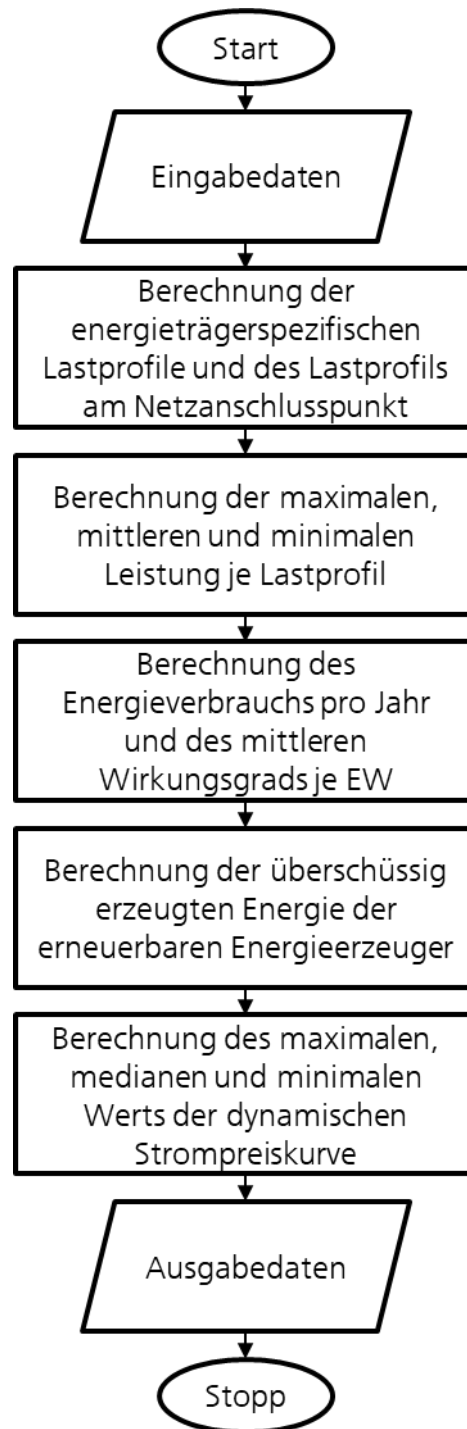 Start
Eingabedaten
Berechnung der
energieträgerspezifischen
Lastprofile und des Lastprofils
am Netzanschlusspunkt
Berechnung der maximalen,
mittleren und minimalen
Leistung je Lastprofil
Berechnung des
Energieverbrauchs pro Jahr
und des mittleren
Wirkungsgrads je EW
Berechnung der überschüssig
erzeugten Energie der
erneuerbaren Energieerzeuger
Berechnung des maximalen,
medianen und minimalen
Werts der dynamischen
Strompreiskurve
Ausgabedaten
Stopp